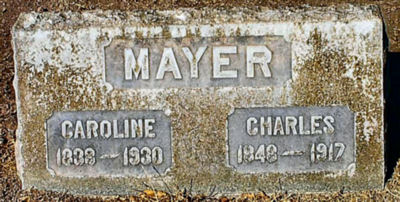 MAYER
CAROLINE
1838 — 1930
CHARLES
1848 — 1917